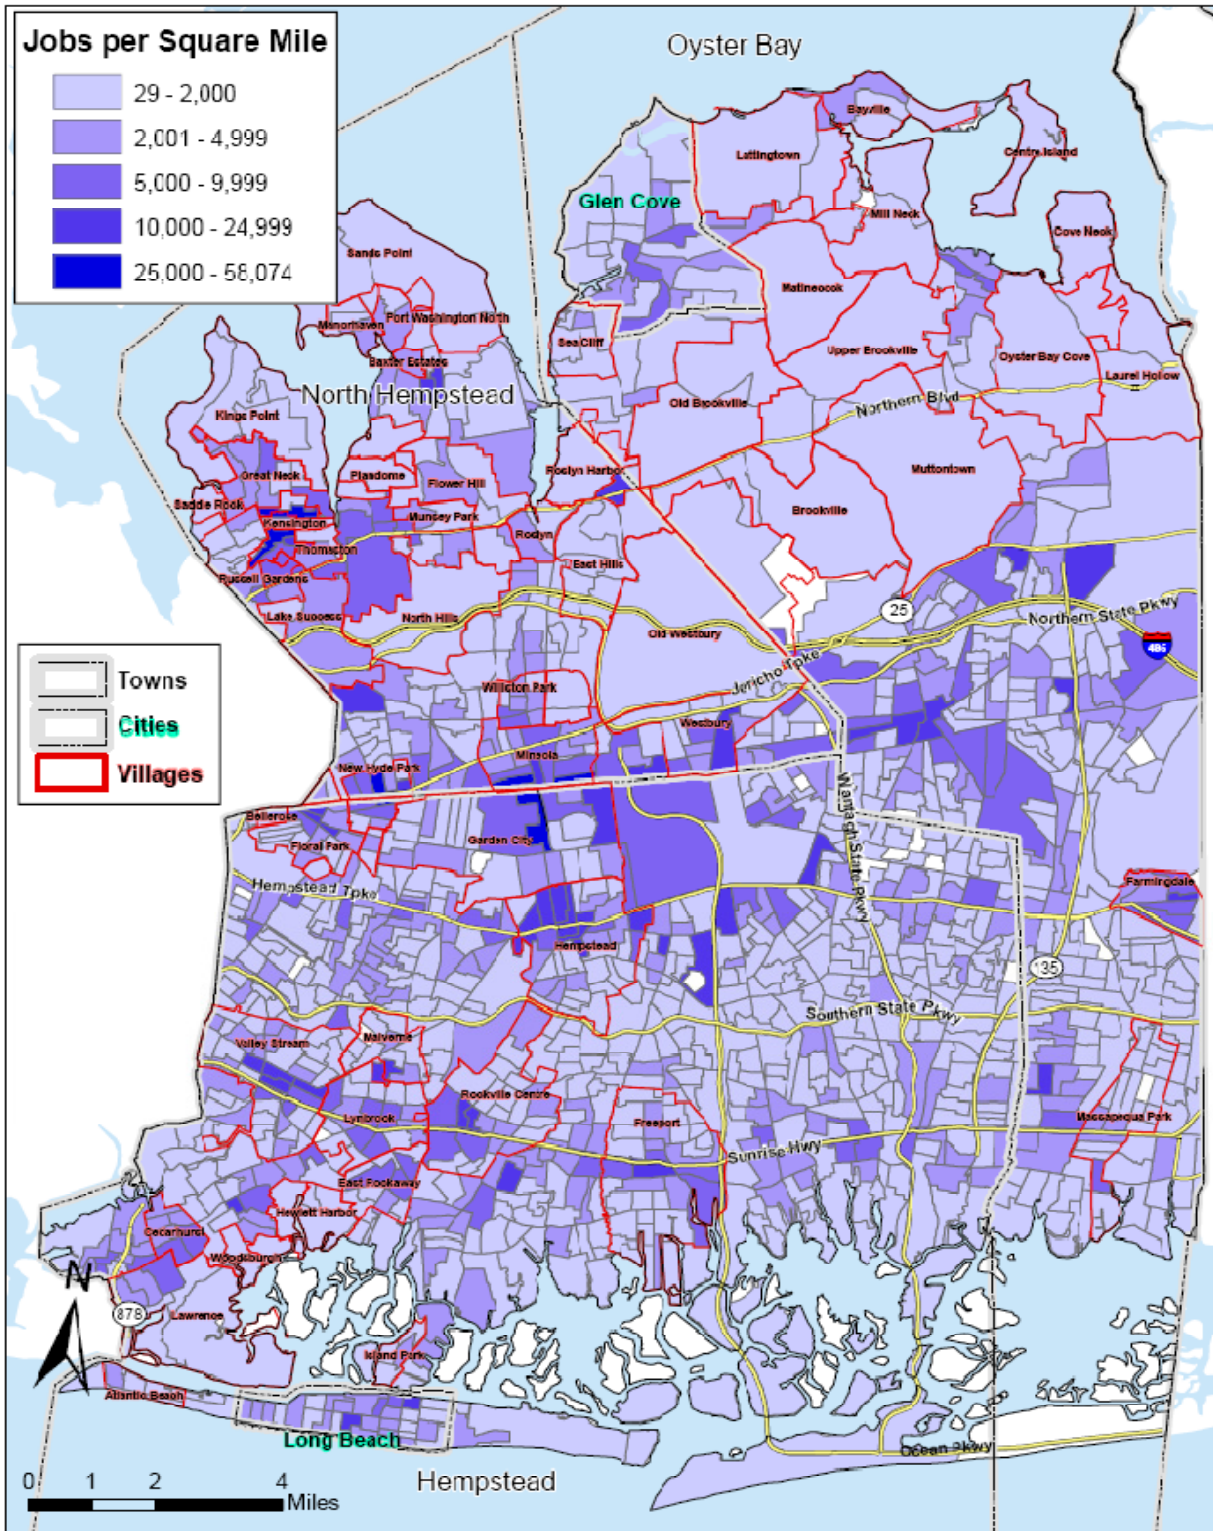 Jobs per Square Mile
29 - 2,000
2,001 - 4,999
5,000 - 9,999
10,000 - 24,999
25,000 - 58,074
Oyster Bay
Bayville
Lattingtown
Centre Island
Glen Cove
Mill Neck
Cove Neck
Sands Point
Matinecock
Manorhaven
Port Washington North
Sea Cliff
Upper Brookville
Oyster Bay Cove
Baxter Estates
Laurel Hollow
North Hempstead
Old Brookville
Northern Blvd
Kings Point
Great Neck
Plandome
Flower Hill
Roslyn Harbor
Muttontown
Saddle Rock
Kensington
Munsey Park
Brookville
Thomaston
Roslyn
Russell Gardens
East Hills
Lake Success
North Hills
25
Northern State Pkwy
Old Westbury
495
Jericho Tpke
Towns
Cities
Villages
Williston Park
Westbury
Mineola
New Hyde Park
Wantagh State Pkwy
Bellerose
Floral Park
Garden City
Hempstead Tpke
Farmingdale
Hempstead
135
Southern State Pkwy
Valley Stream
Malverne
Rockville Centre
Lynbrook
Freeport
Massapequa Park
Sunrise Hwy
East Rockaway
Hewlett Harbor
Cedarhurst
Woodsburgh
N
878
Lawrence
Island Park
Atlantic Beach
Long Beach
Ocean Pkwy
Hempstead
0 1 2 4
Miles